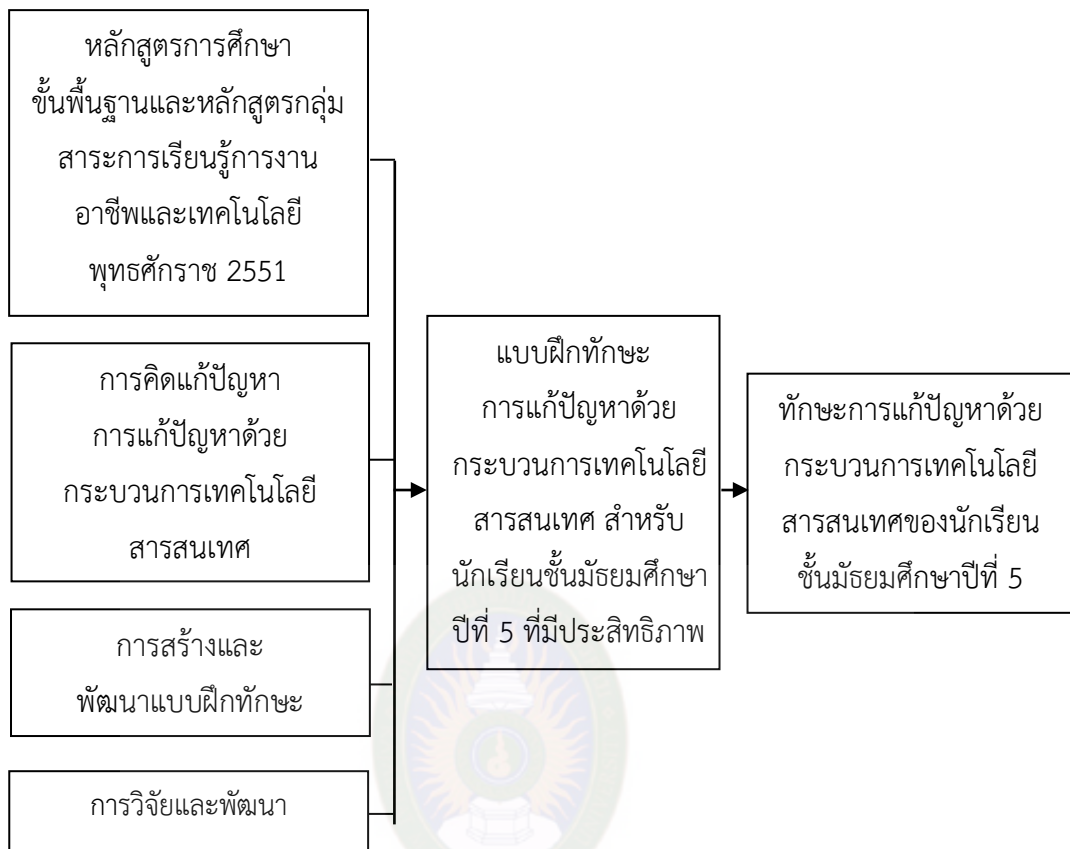 หลักสูตรการศึกษา
ขั้นพื้นฐานและหลักสูตรกลุ่ม
สาระการเรียนรู้การงาน
อาชีพและเทคโนโลยี
พุทธศักราช 2551
การคิดแก้ปัญหา
การแก้ปัญหาด้วย
กระบวนการเทคโนโลยี
สารสนเทศ
การสร้างและ
พัฒนาแบบฝึกทักษะ
การวิจัยและพัฒนา
แบบฝึกทักษะ
การแก้ปัญหาด้วย
กระบวนการเทคโนโลยี
สารสนเทศ สำหรับ
นักเรียนชั้นมัธยมศึกษา
ปีที่ 5 ที่มีประสิทธิภาพ
ทักษะการแก้ปัญหาด้วย
กระบวนการเทคโนโลยี
สารสนเทศของนักเรียน
ชั้นมัธยมศึกษาปีที่ 5